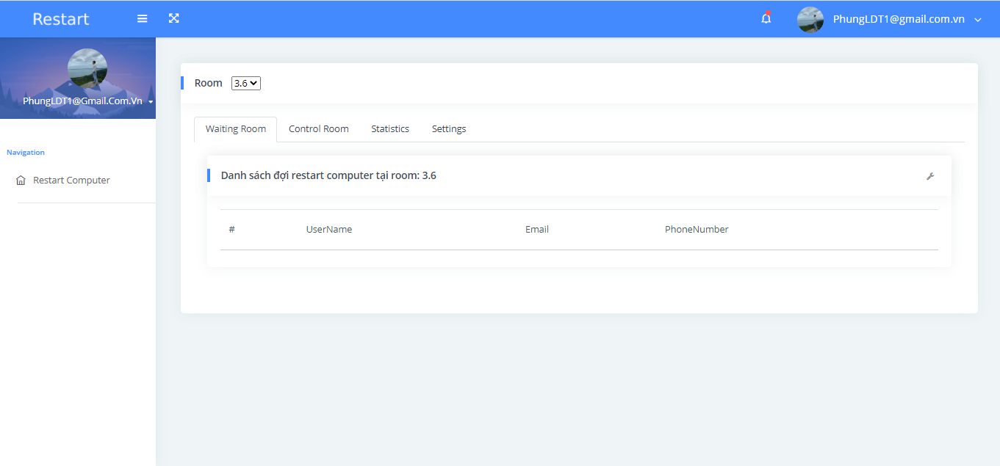 Restart
PhungLDT1@gmail.com.vn
PhungLDT1@Gmail.Com.Vn
Navigation
Restart Computer
Room 3.6
Waiting Room Control Room Statistics Settings
Danh sách đợi restart computer tại room: 3.6
# UserName Email PhoneNumber